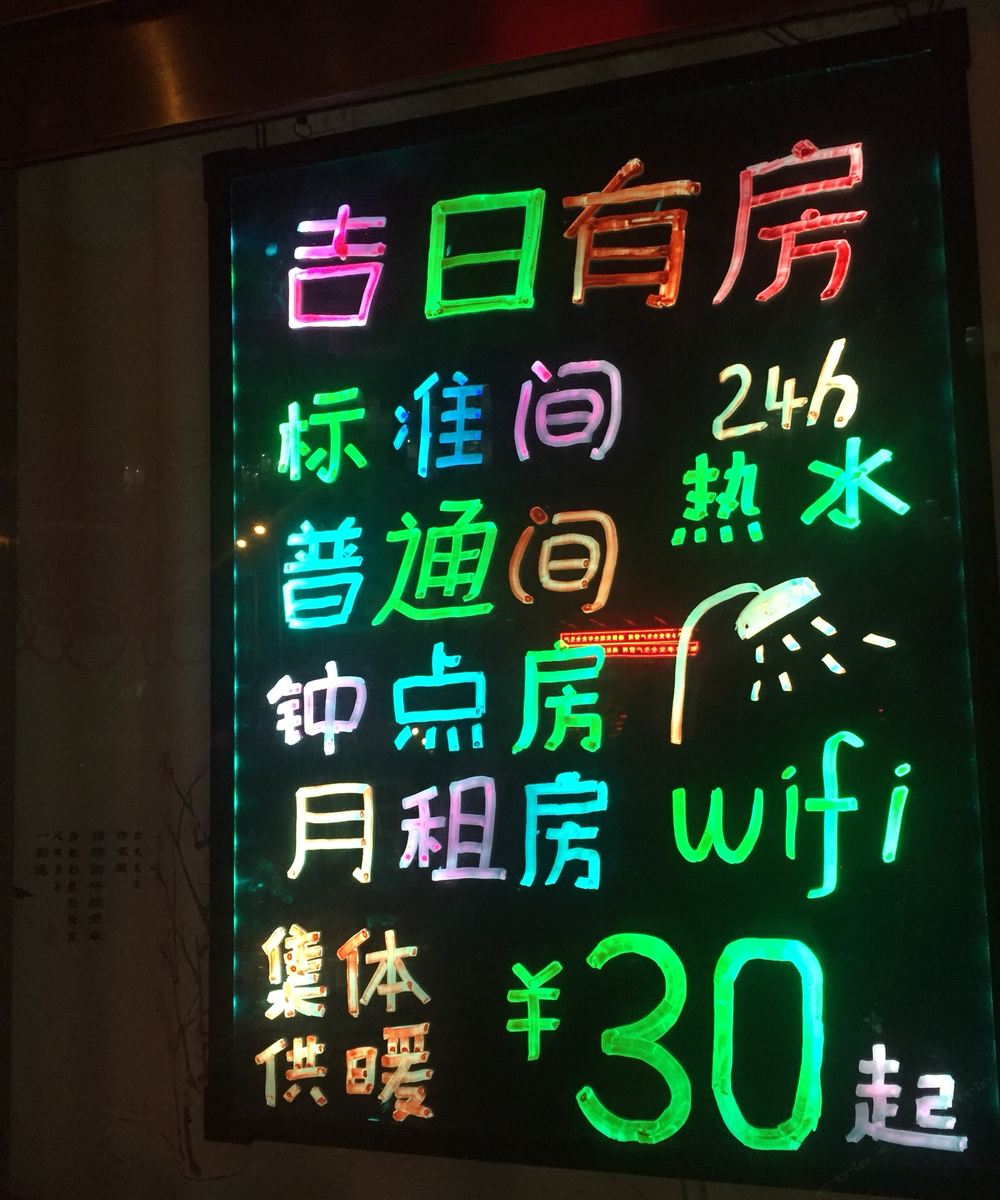 吉日有房
标准间
24h
热水
普通间
钟点房
月租房
wifi
集体
供暖
¥30起